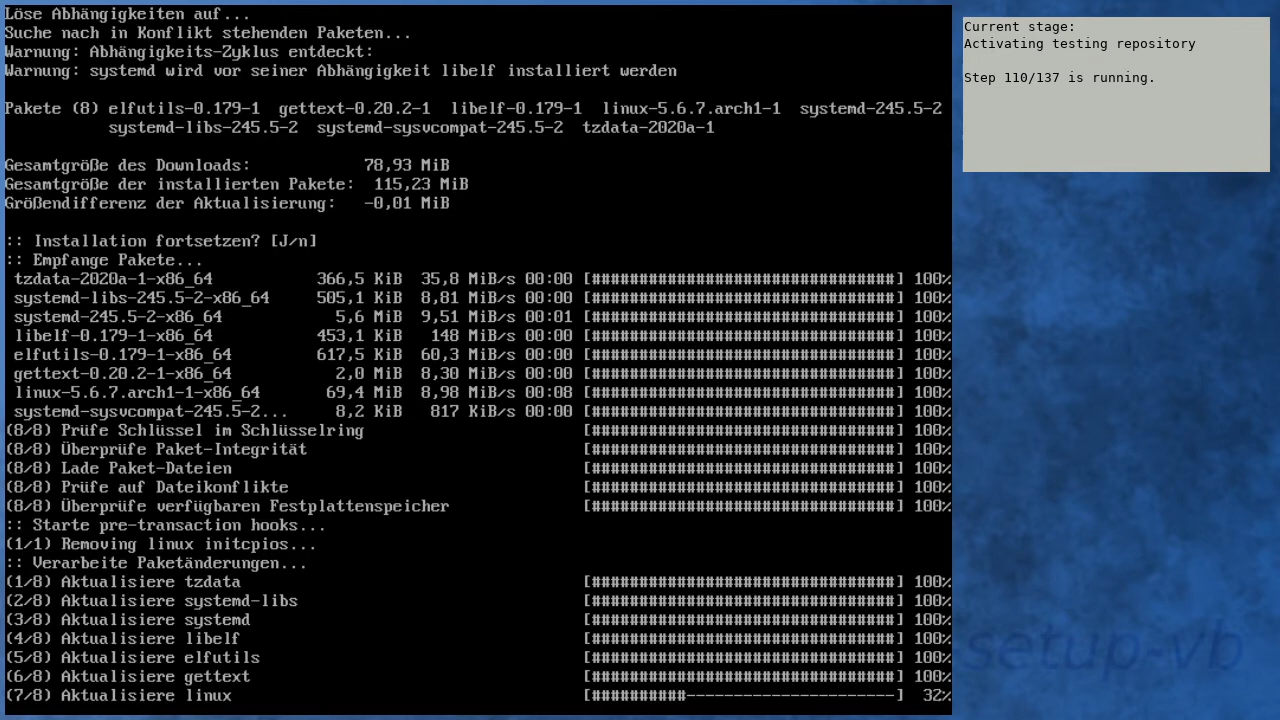 Löse Abhängigkeiten auf...
Suche nach in Konflikt stehenden Paketen...
Warnung: Abhängigkeits-Zyklus entdeckt:
Warnung: systemd wird vor seiner Abhängigkeit libelf installiert werden
Pakete (8) elfutils-0.179-1  gettext-0.20.2-1  libelf-0.179-1  linux-5.6.7.arch1-1  systemd-245.5-2
systemd-libs-245.5-2  systemd-sysvcompat-245.5-2  tzdata-2020a-1
Gesamtgröße des Downloads:            78,93 MiB
Gesamtgröße der installierten Pakete:  115,23 MiB
Größendifferenz der Aktualisierung:   -0,01 MiB
:: Installation fortsetzen? [J/n]
:: Empfange Pakete...
tzdata-2020a-1-x86_64           366,5 KiB  35,8 MiB/s 00:00 [################################] 100%
systemd-libs-245.5-2-x86_64     505,1 KiB  8,81 MiB/s 00:00 [################################] 100%
systemd-245.5-2-x86_64            5,6 MiB  9,51 MiB/s 00:01 [################################] 100%
libelf-0.179-1-x86_64           453,1 KiB   148 MiB/s 00:00 [################################] 100%
elfutils-0.179-1-x86_64         617,5 KiB  60,3 MiB/s 00:00 [################################] 100%
gettext-0.20.2-1-x86_64           2,0 MiB  8,30 MiB/s 00:00 [################################] 100%
linux-5.6.7.arch1-1-x86_64       69,4 MiB  8,98 MiB/s 00:08 [################################] 100%
systemd-sysvcompat-245.5-2...     8,2 KiB   817 KiB/s 00:00 [################################] 100%
(8/8) Prüfe Schlüssel im Schlüsselring                       [################################] 100%
(8/8) Überprüfe Paket-Integrität                             [################################] 100%
(8/8) Lade Paket-Dateien                                     [################################] 100%
(8/8) Prüfe auf Dateikonflikte                               [################################] 100%
(8/8) Überprüfe verfügbaren Festplattenspeicher              [################################] 100%
:: Starte pre-transaction hooks...
(1/1) Removing linux initcpios...
:: Verarbeite Paketänderungen...
(1/8) Aktualisiere tzdata                                    [################################] 100%
(2/8) Aktualisiere systemd-libs                              [################################] 100%
(3/8) Aktualisiere systemd                                   [################################] 100%
(4/8) Aktualisiere libelf                                    [################################] 100%
(5/8) Aktualisiere elfutils                                  [################################] 100%
(6/8) Aktualisiere gettext                                   [################################] 100%
(7/8) Aktualisiere linux                                     [##########----------------------]  32%
Current stage:
Activating testing repository
Step 110/137 is running.
setup-vb